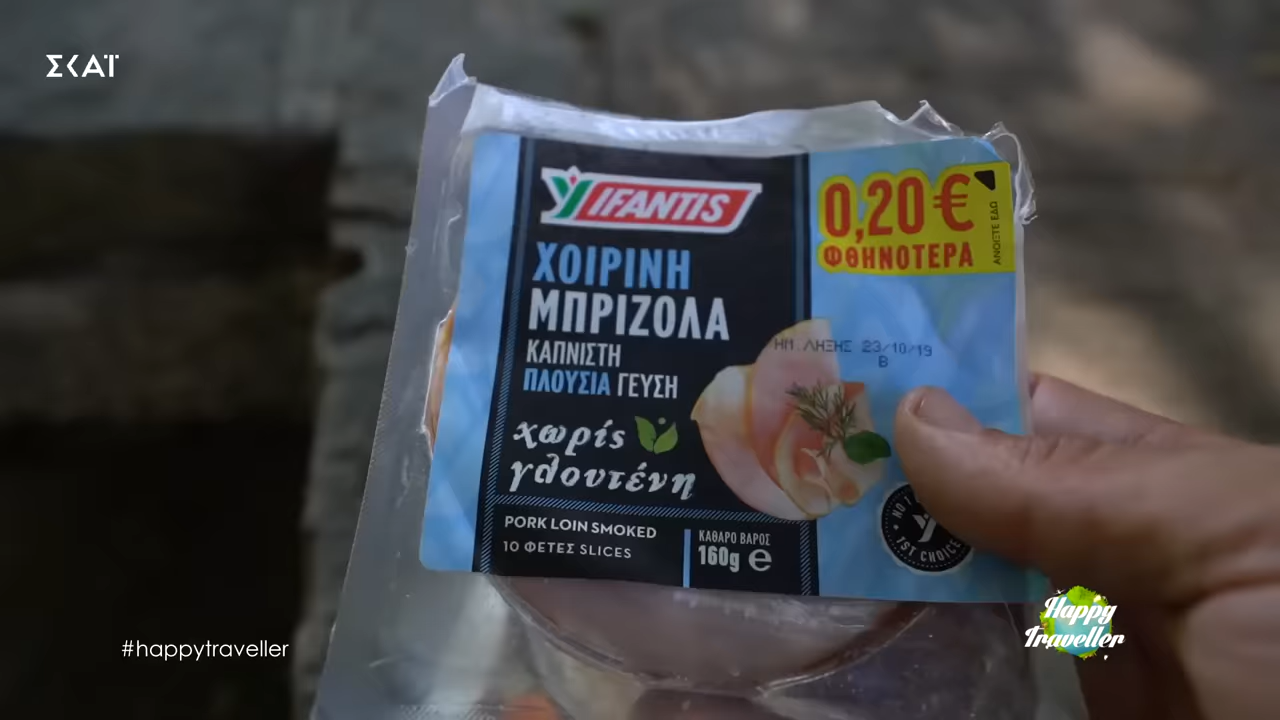 ΣΚΑΪ
YIFANTIS
ΧΟΙΡΙΝΗ
ΜΠΡΙΖΟΛΑ
ΚΑΠΝΙΣΤΗ
ΠΛΟΥΣΙΑ ΓΕΥΣΗ
χωρίς
γλουτένη
PORK LOIN SMOKED
10 ΦΕΤΕΣ SLICES
ΚΑΘΑΡΟ ΒΑΡΟΣ
160g e
0,20 €
ΦΘΗΝΟΤΕΡΑ
ΑΝΟΙΞΤΕ ΕΔΩ
ΗΜ. ΛΗΞΗΣ 23/10/19
B
1ST CHOICE
#happytraveller
Happy
Traveller